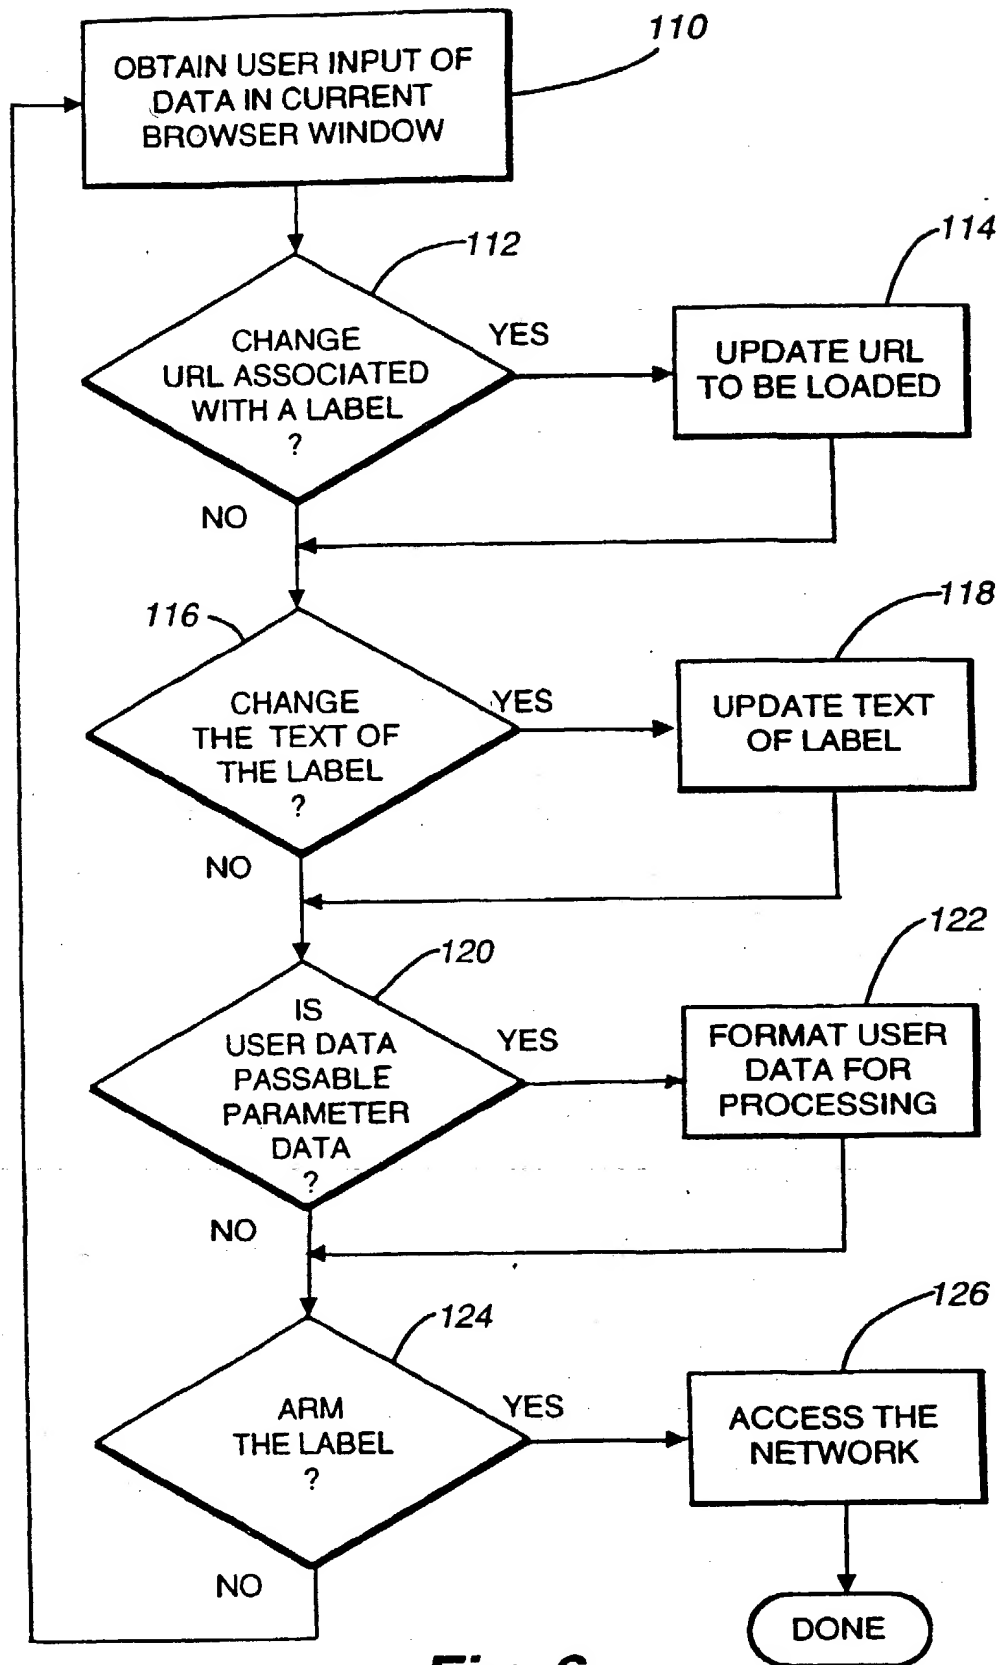 110
OBTAIN USER INPUT OF
DATA IN CURRENT
BROWSER WINDOW
112
114
CHANGE
URL ASSOCIATED
WITH A LABEL
?
YES
UPDATE URL
TO BE LOADED
NO
116
118
CHANGE
THE TEXT OF
THE LABEL
?
YES
UPDATE TEXT
OF LABEL
NO
120
122
IS
USER DATA
PASSABLE
PARAMETER
DATA
?
YES
FORMAT USER
DATA FOR
PROCESSING
NO
124
126
ARM
THE LABEL
?
YES
ACCESS THE
NETWORK
NO
DONE